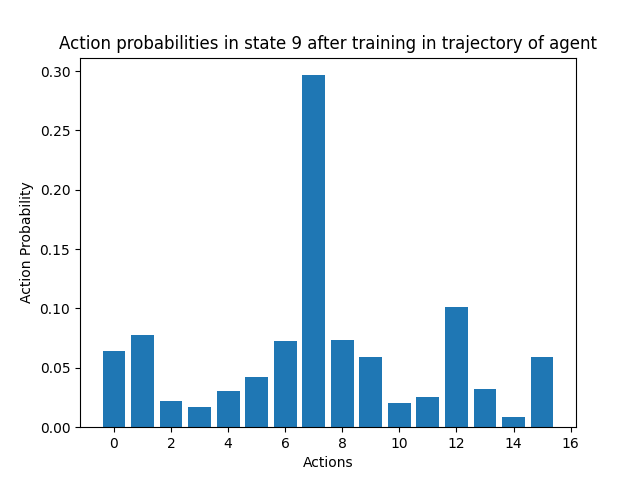 Action probabilities in state 9 after training in trajectory of agent
0.30
0.25
0.20
0.15
0.10
0.05
0.00
Action Probability
0 2 4 6 8 10 12 14 16
Actions